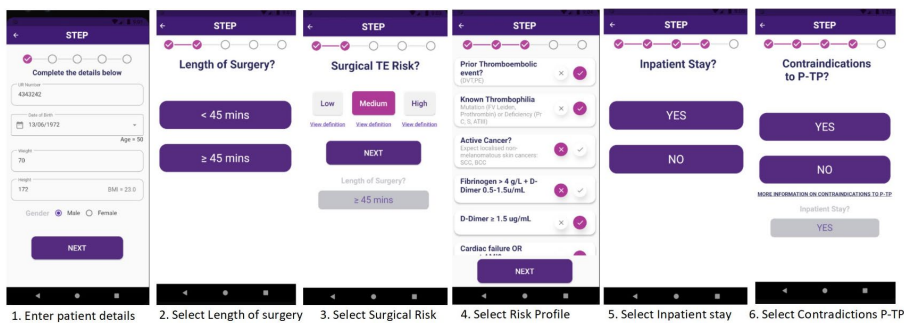 STEP
Complete the details below
UR Number
4343242
Date of Birth
13/06/1972
Age = 50
Weight
70
Height
172
BMI = 23.0
Gender
Male
Female
NEXT
1. Enter patient details
STEP
Length of Surgery?
< 45 mins
≥ 45 mins
2. Select Length of surgery
STEP
Surgical TE Risk?
Low
Medium
High
View definition
View definition
View definition
NEXT
Length of Surgery?
≥ 45 mins
3. Select Surgical Risk
STEP
Prior Thromboembolic
event?
(DVT,PE)
Known Thrombophilia
Mutation (FV Leiden,
Prothrombin) or Deficiency (Pr
C, S, ATIII)
Active Cancer?
Expect localised non-
melanomatous skin cancers:
SCC, BCC
Fibrinogen > 4 g/L + D-
Dimer 0.5-1.5u/mL
D-Dimer ≥ 1.5 ug/mL
Cardiac failure OR
NEXT
4. Select Risk Profile
STEP
Inpatient Stay?
YES
NO
5. Select Inpatient stay
STEP
Contraindications
to P-TP?
YES
NO
MORE INFORMATION ON CONTRAINDICATIONS TO P-TP
Inpatient Stay?
YES
6. Select Contradictions P-TP